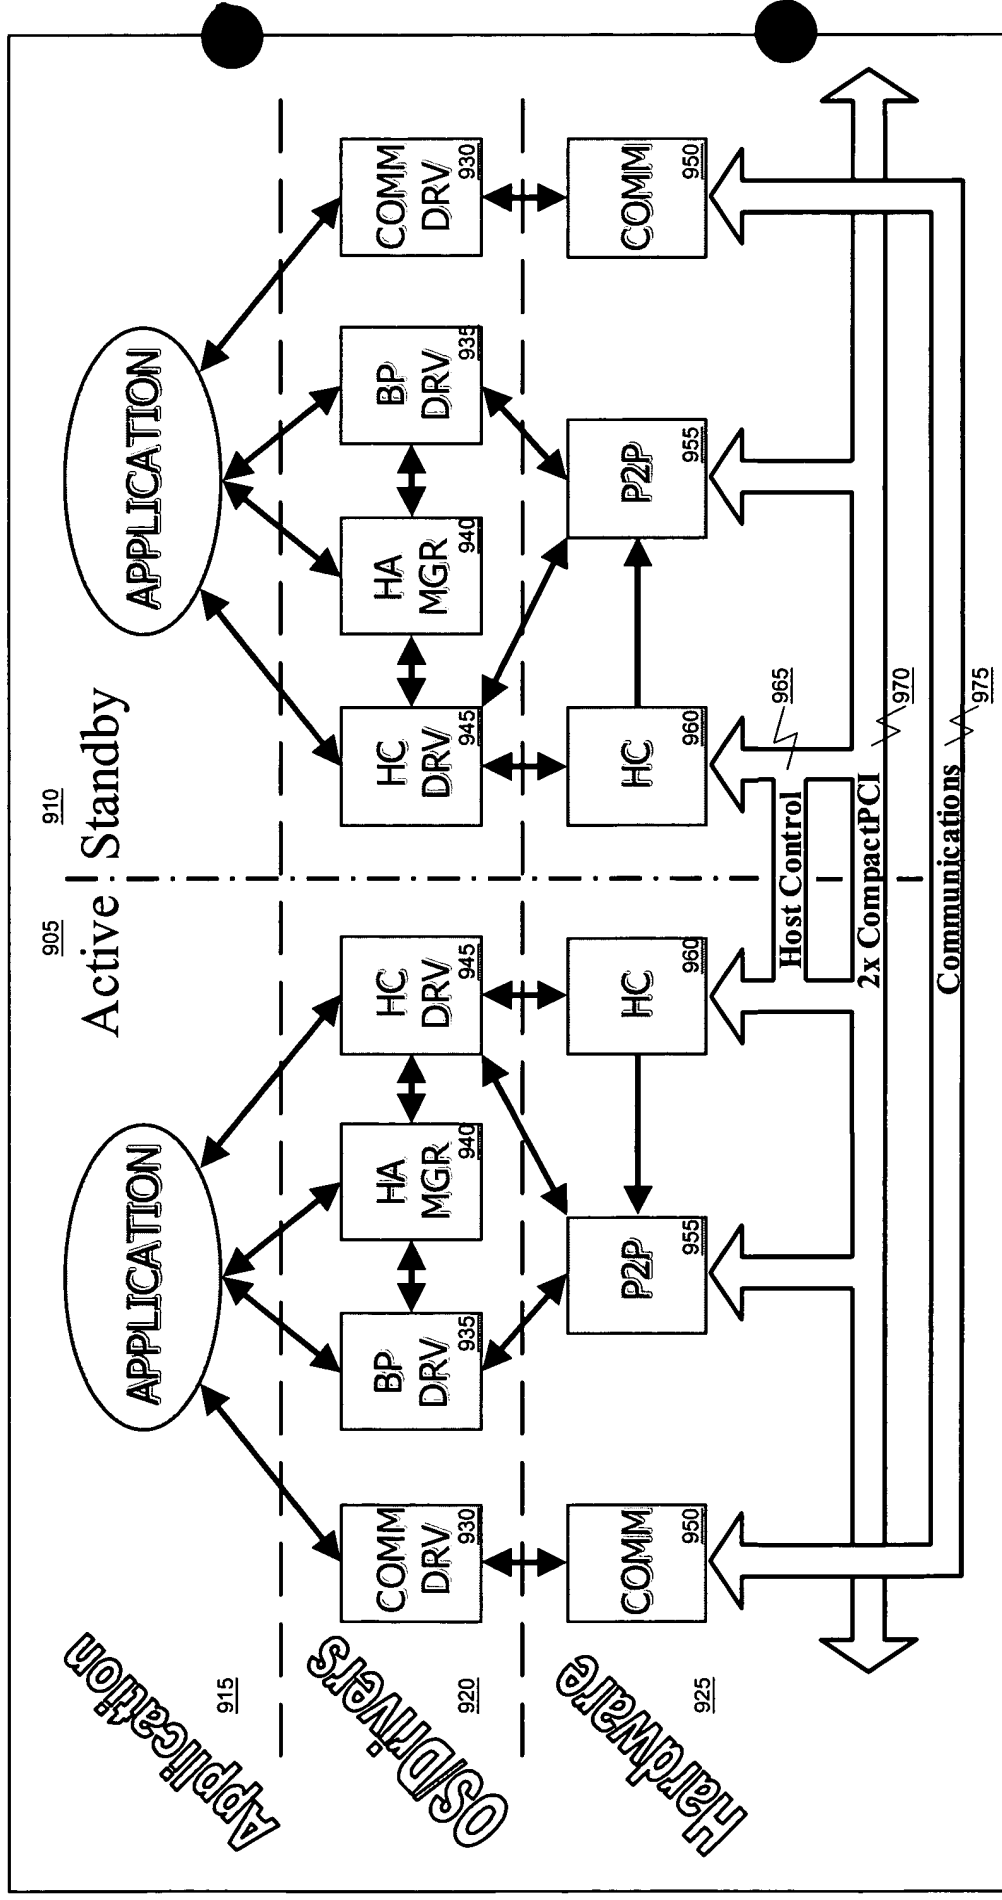 905
910
Active Standby
Application
915
APPLICATION
APPLICATION
OS/Drivers
920
COMM
DRV
930
BP
DRV
935
HA
MGR
940
HC
DRV
945
HC
DRV
945
HA
MGR
940
BP
DRV
935
COMM
DRV
930
Hardware
925
COMM
950
P2P
955
HC
960
HC
960
P2P
955
COMM
950
Host Control
965
2x CompactPCI
970
Communications
975